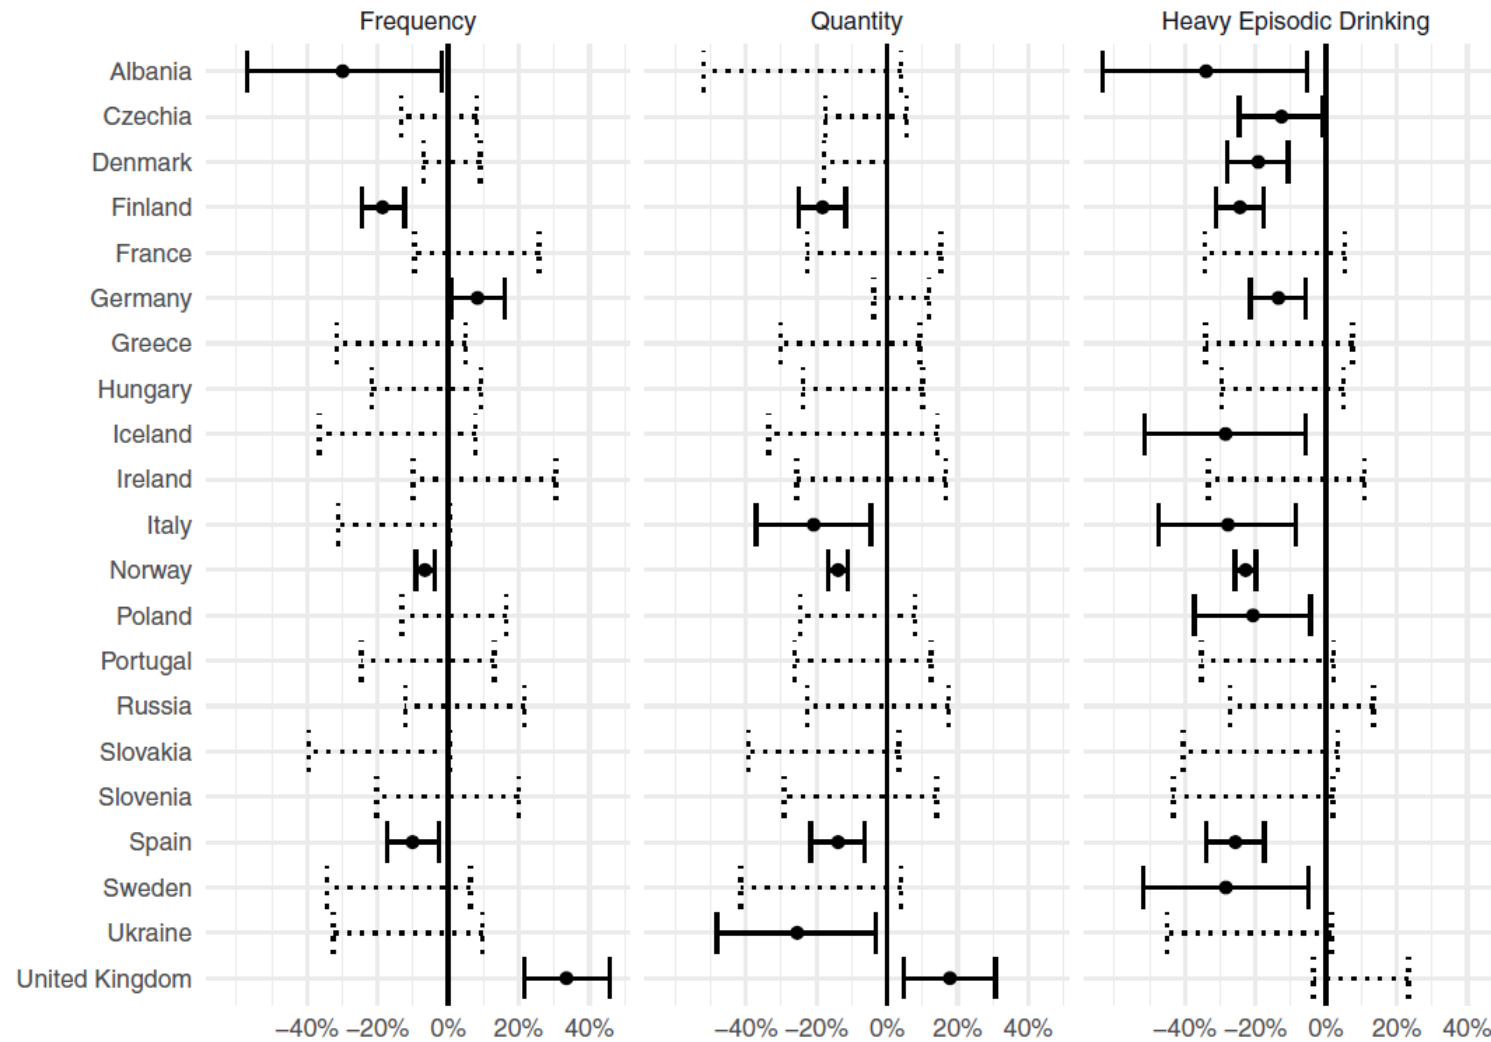 Frequency Quantity Heavy Episodic Drinking
Albania
Czechia
Denmark
Finland
France
Germany
Greece
Hungary
Iceland
Ireland
Italy
Norway
Poland
Portugal
Russia
Slovakia
Slovenia
Spain
Sweden
Ukraine
United Kingdom
−40% −20% 0% 20% 40% −40% −20% 0% 20% 40% −40% −20% 0% 20% 40%